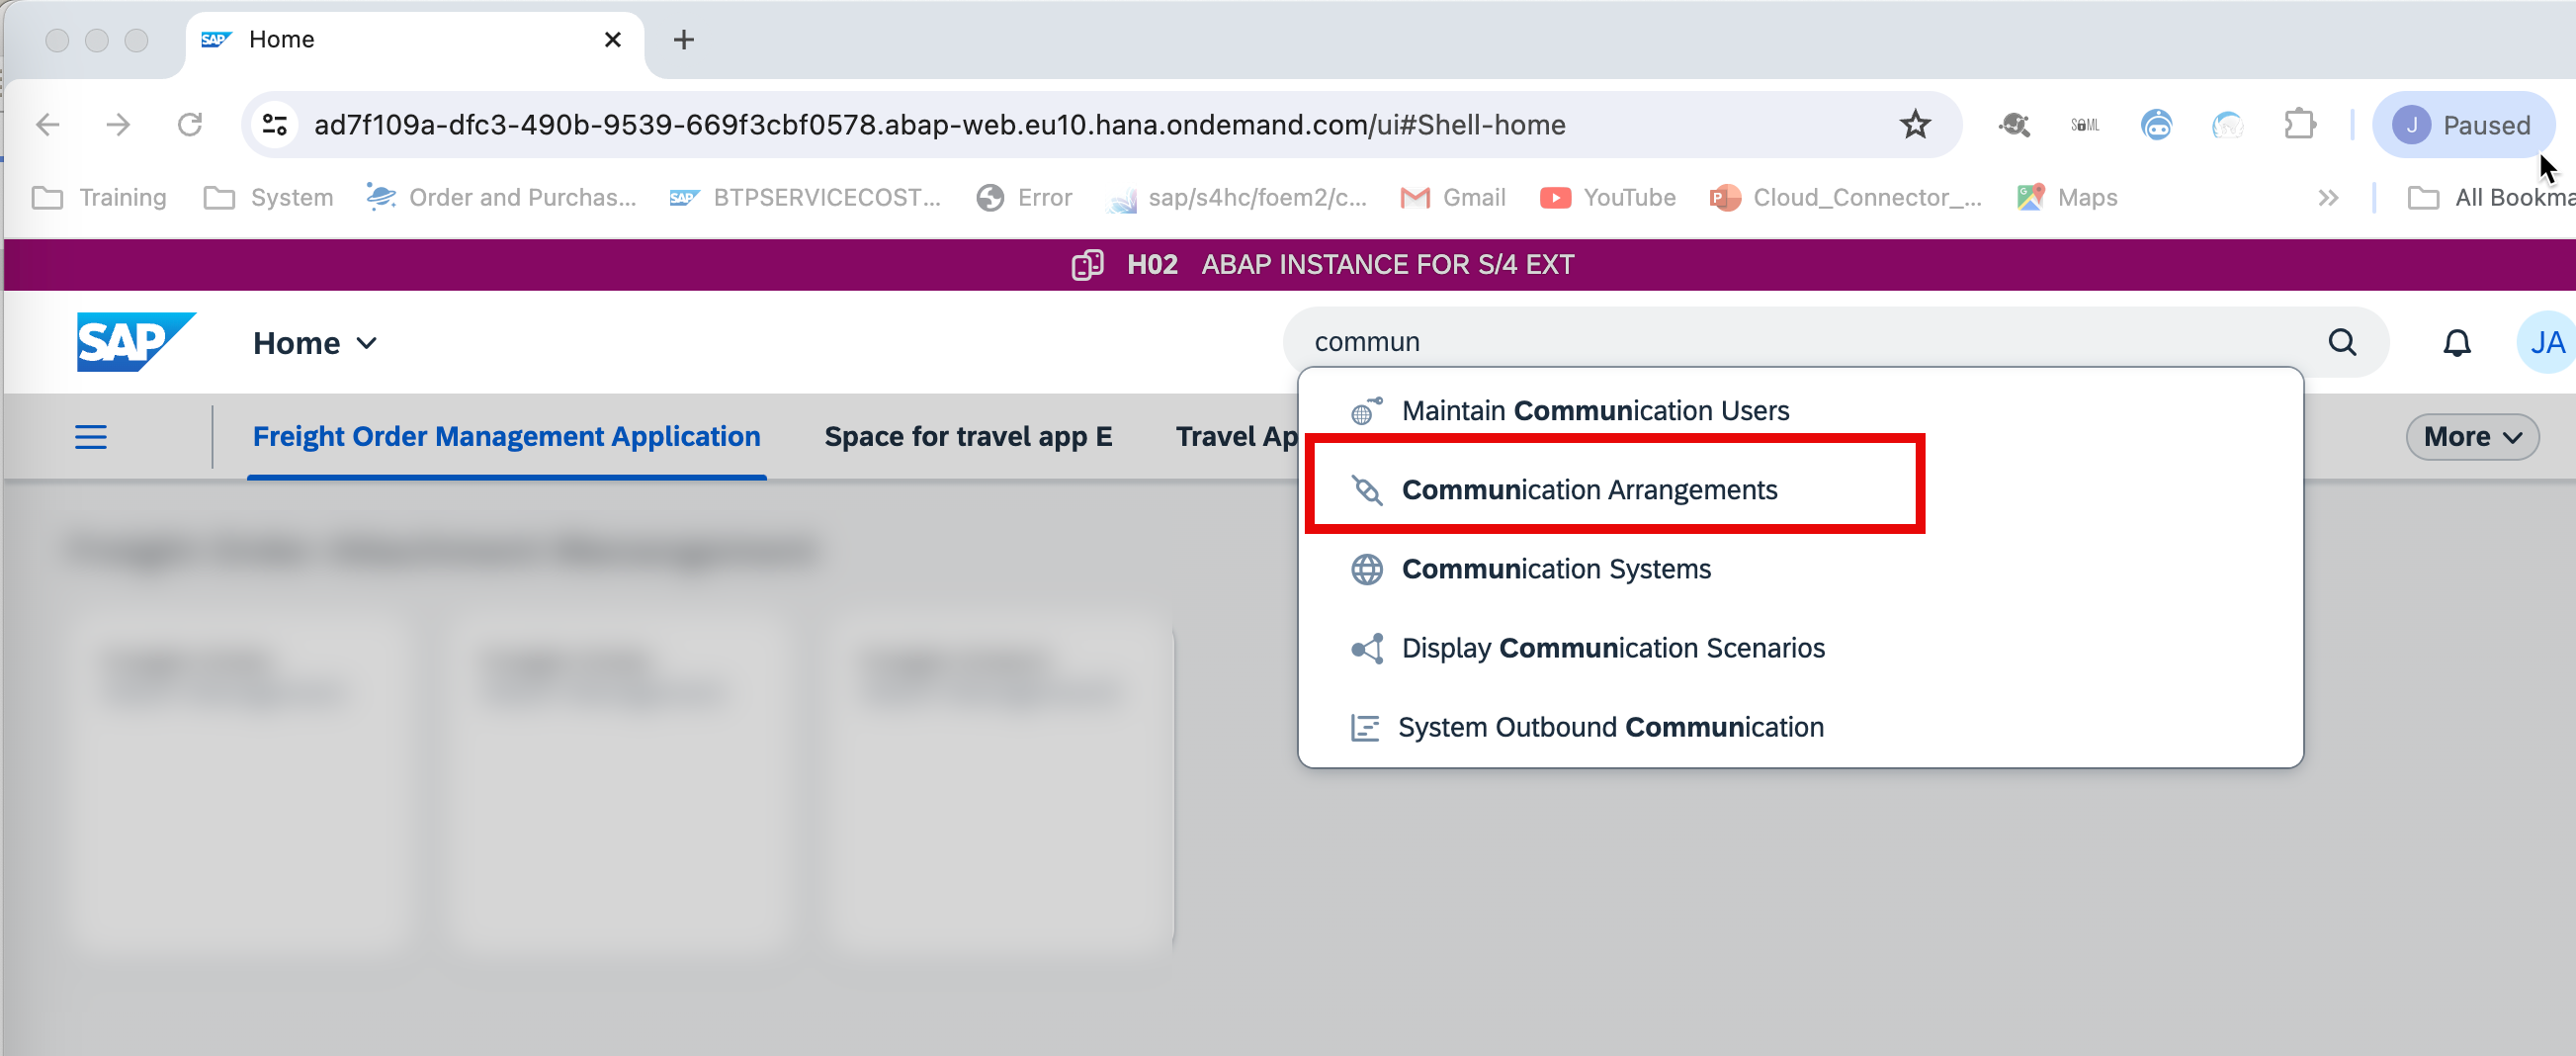 SAP Home
ad7f109a-dfc3-490b-9539-669f3cbf0578.abap-web.eu10.hana.ondemand.com/ui#Shell-home
SAML
J Paused
Training System Order and Purchas... SAP BTPSERVICECOST... Error sap/s4hc/foem2/c... Gmail YouTube P Cloud_Connector_... Maps All Bookma
H02 ABAP INSTANCE FOR S/4 EXT
SAP Home commun JA
Freight Order Management Application Space for travel app E Travel Ap More
Maintain Communication Users
Communication Arrangements
Communication Systems
Display Communication Scenarios
System Outbound Communication